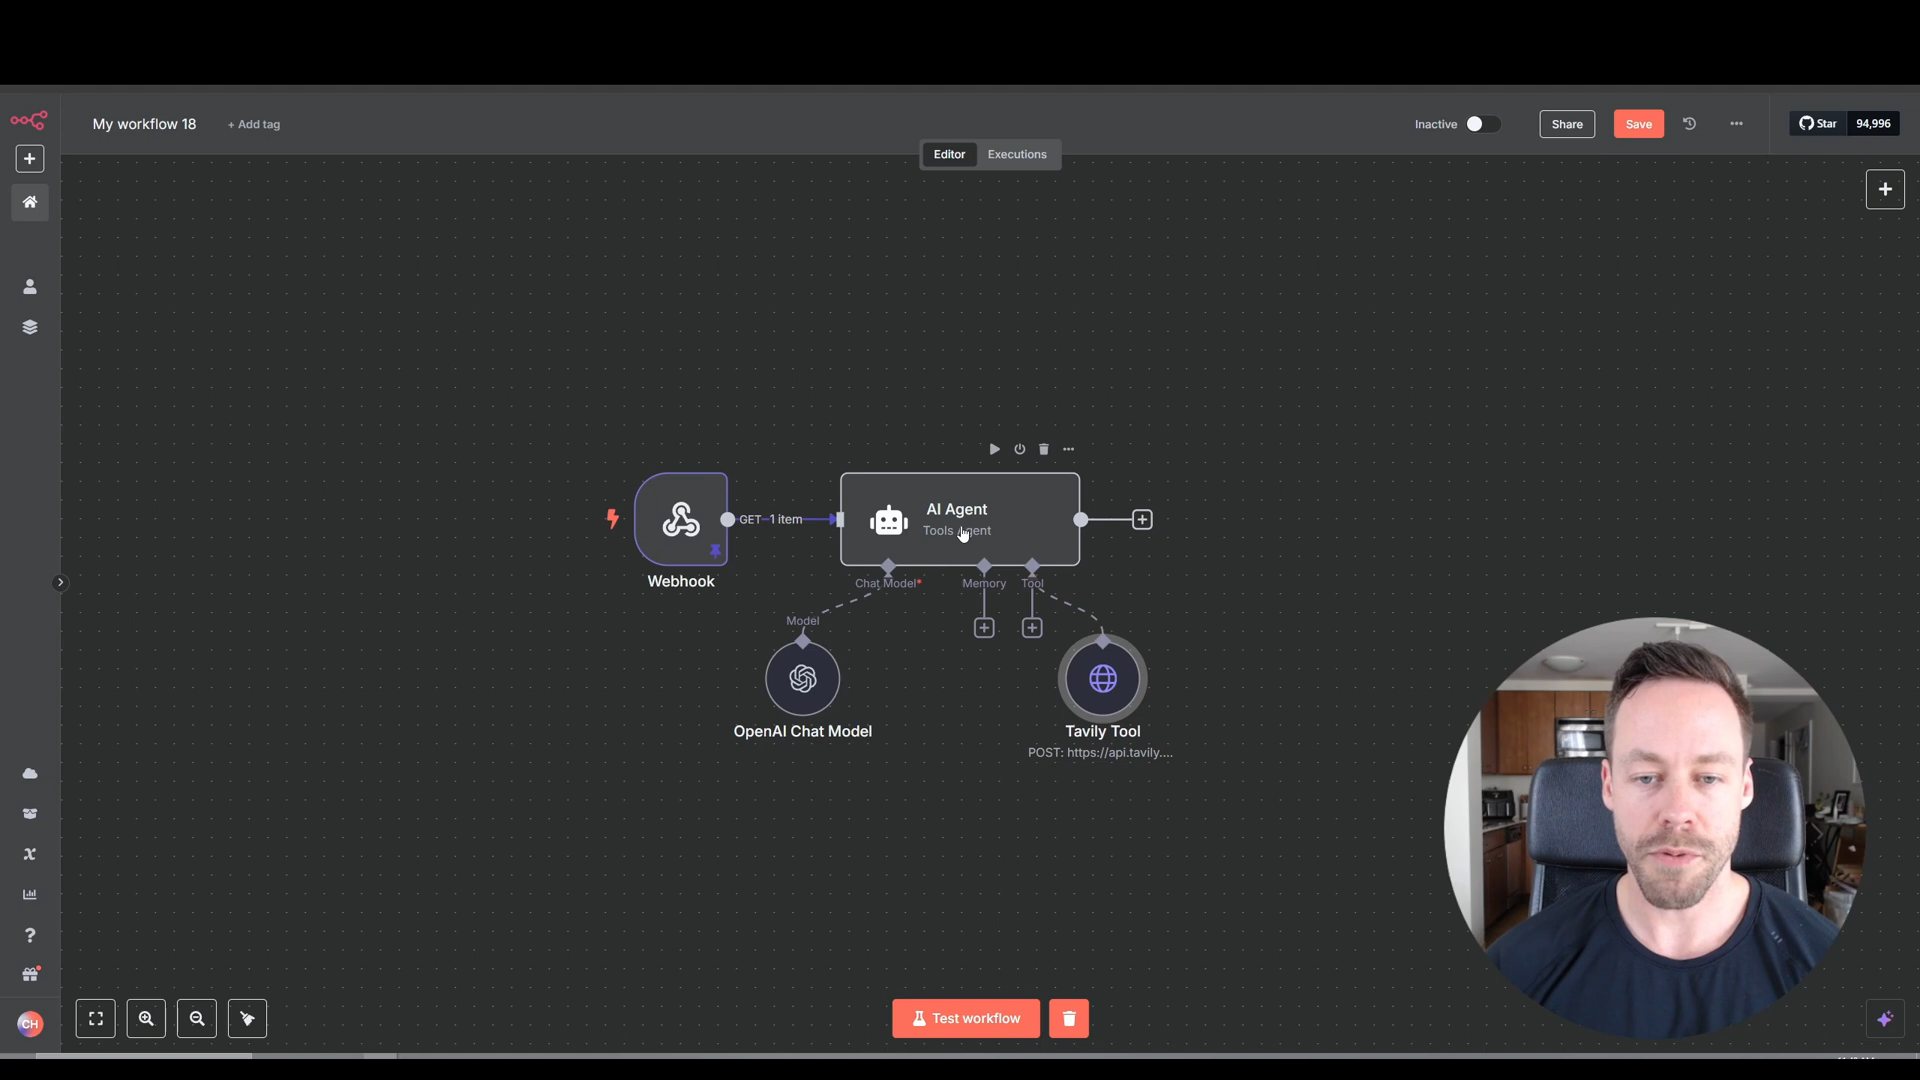 My workflow 18
+ Add tag
Inactive
Share
Save
Star
94,996
Editor
Executions
AI Agent
Tools Agent
GET
1 item
Webhook
Chat Model*
Memory
Tool
Model
OpenAI Chat Model
Tavily Tool
POST: https://api.tavily....
CH
Test workflow